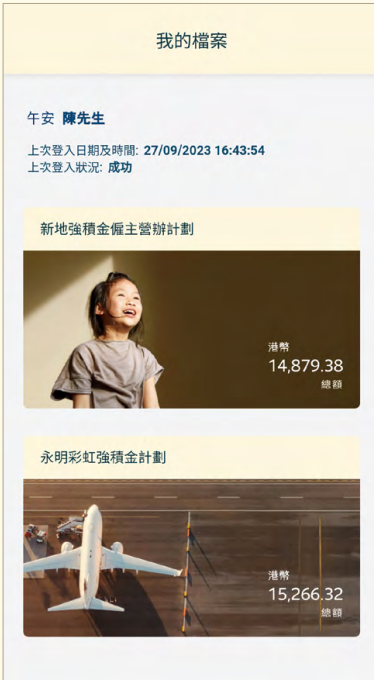 我的檔案
午安 陳先生
上次登入日期及時間: 27/09/2023 16:43:54
上次登入狀況: 成功
新地強積金僱主營辦計劃
港幣
14,879.38
總額
永明彩虹強積金計劃
港幣
15,266.32
總額